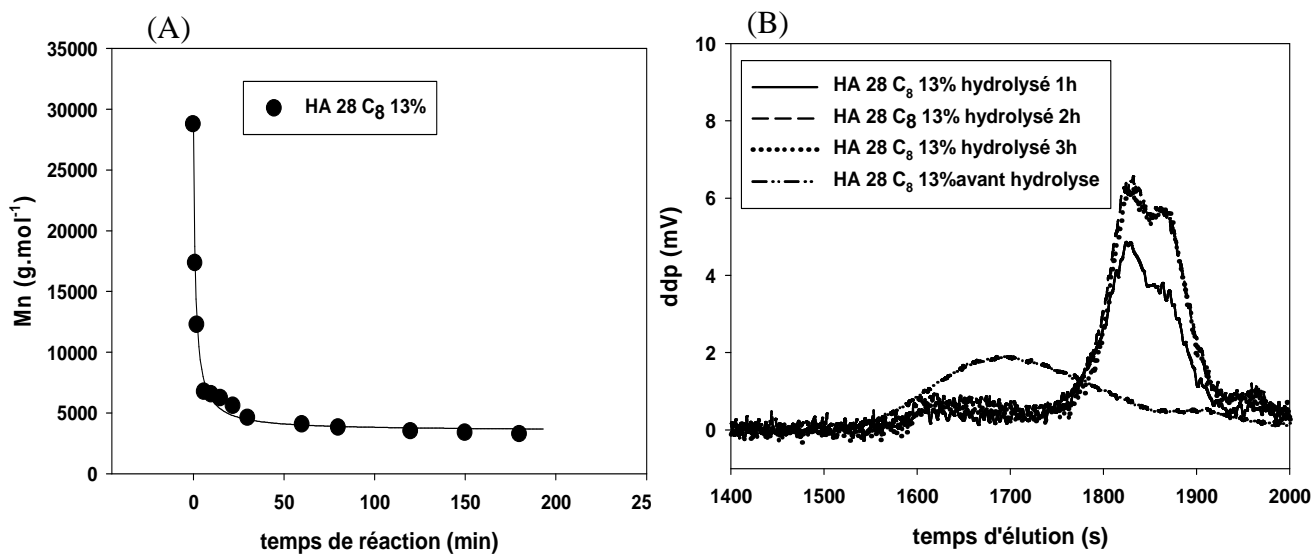 (A)
35000
30000
25000
20000
15000
10000
5000
0
Mn (g.mol⁻¹)
HA 28 C₈ 13%
0 50 100 150 200 25
temps de réaction (min)
(B)
10
8
6
4
2
0
ddp (mV)
HA 28 C₈ 13% hydrolysé 1h
HA 28 C₈ 13% hydrolysé 2h
HA 28 C₈ 13% hydrolysé 3h
HA 28 C₈ 13%avant hydrolyse
1400 1500 1600 1700 1800 1900 2000
temps d'élution (s)